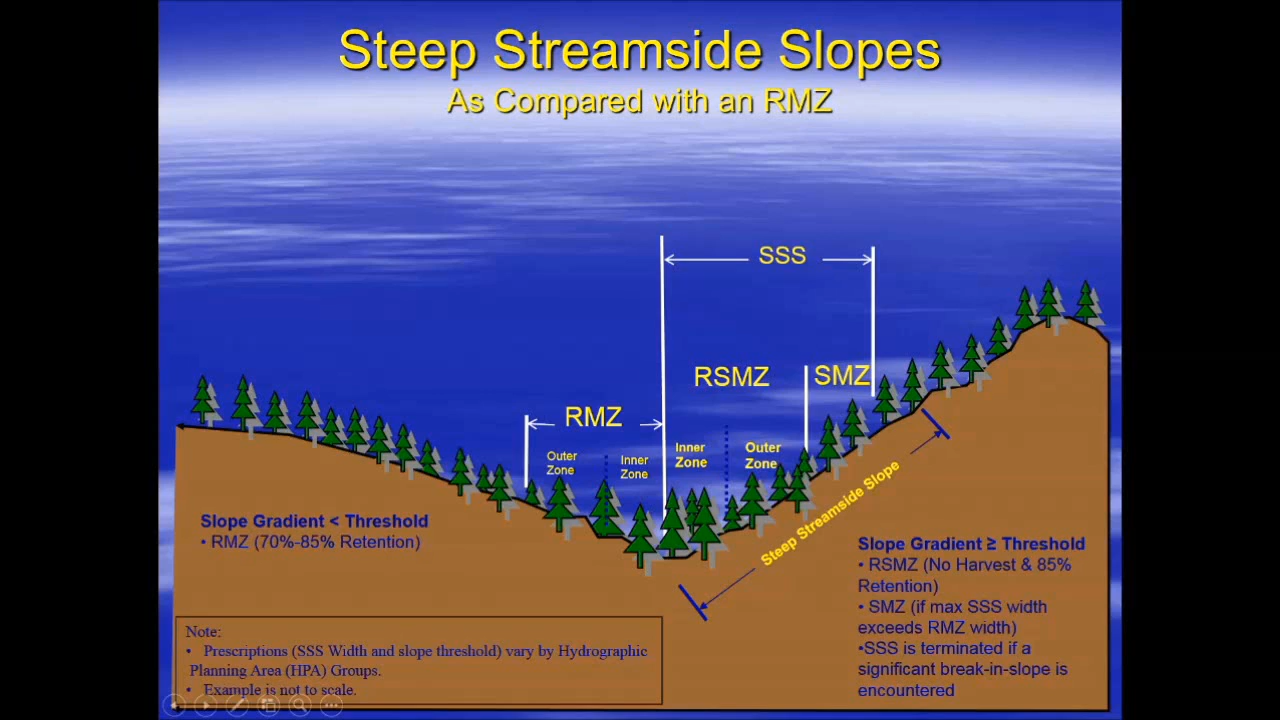 Steep Streamside Slopes
As Compared with an RMZ
SSS
RSMZ
SMZ
RMZ
Outer
Zone
Inner
Zone
Inner
Zone
Outer
Zone
Steep Streamside Slope
Slope Gradient < Threshold
• RMZ (70%-85% Retention)
Slope Gradient ≥ Threshold
• RSMZ (No Harvest & 85%
Retention)
• SMZ (if max SSS width
exceeds RMZ width)
•SSS is terminated if a
significant break-in-slope is
encountered
Note:
• Prescriptions (SSS Width and slope threshold) vary by Hydrographic
Planning Area (HPA) Groups.
• Example is not to scale.